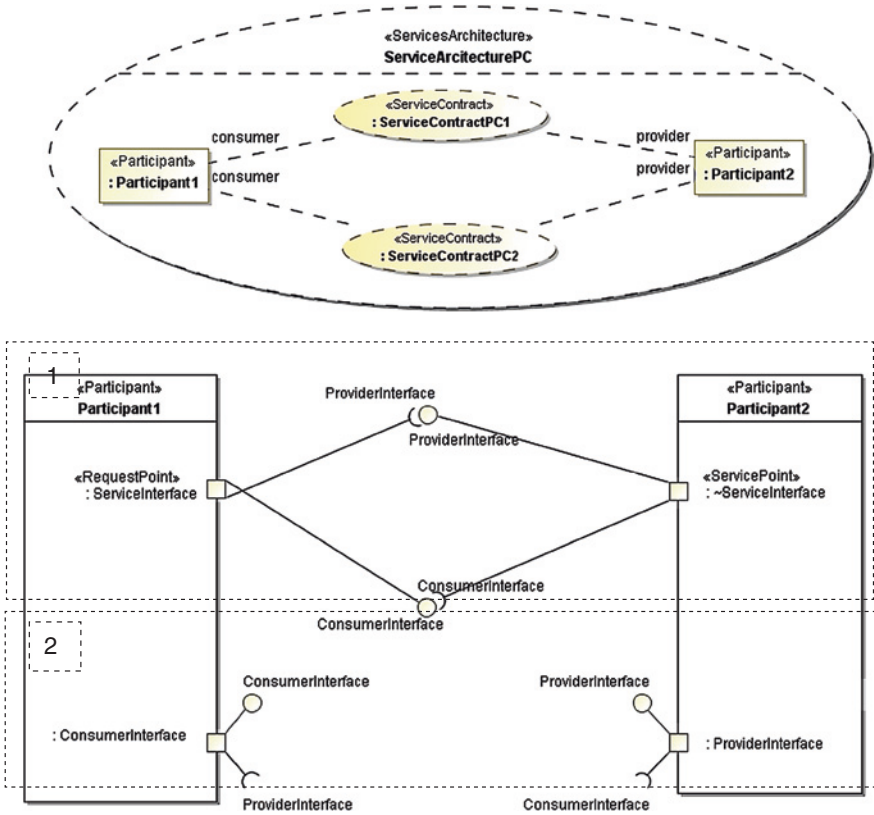 «ServicesArchitecture»
ServiceArcitecturePC
«ServiceContract»
: ServiceContractPC1
consumer
provider
«Participant»
: Participant1
consumer
provider
«Participant»
: Participant2
«ServiceContract»
: ServiceContractPC2
1
«Participant»
Participant1
ProviderInterface
ProviderInterface
«Participant»
Participant2
«RequestPoint»
: ServiceInterface
«ServicePoint»
: ~ServiceInterface
ConsumerInterface
ConsumerInterface
2
ConsumerInterface
ProviderInterface
: ConsumerInterface
: ProviderInterface
ProviderInterface
ConsumerInterface